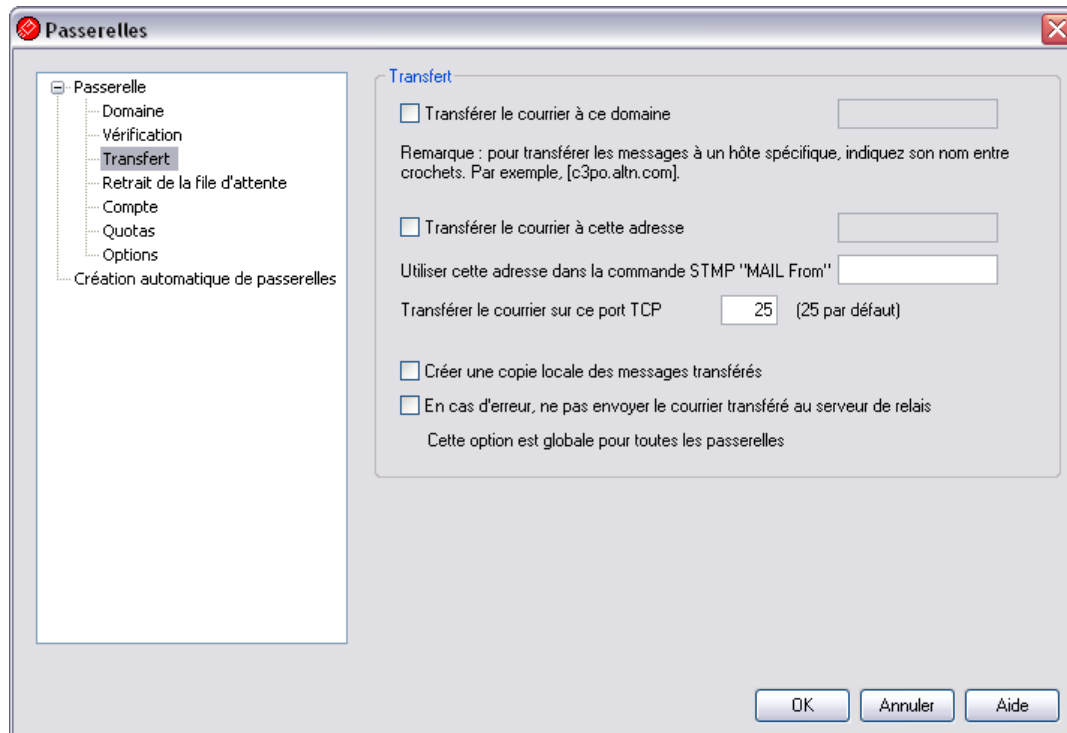 Passerelles
Passerelle
Domaine
Vérification
Transfert
Retrait de la file d'attente
Compte
Quotas
Options
Création automatique de passerelles
Transfert
Transférer le courrier à ce domaine
Remarque : pour transférer les messages à un hôte spécifique, indiquez son nom entre
crochets. Par exemple, [c3po.altn.com].
Transférer le courrier à cette adresse
Utiliser cette adresse dans la commande STMP "MAIL From"
Transférer le courrier sur ce port TCP 25 (25 par défaut)
Créer une copie locale des messages transférés
En cas d'erreur, ne pas envoyer le courrier transféré au serveur de relais
Cette option est globale pour toutes les passerelles
OK Annuler Aide